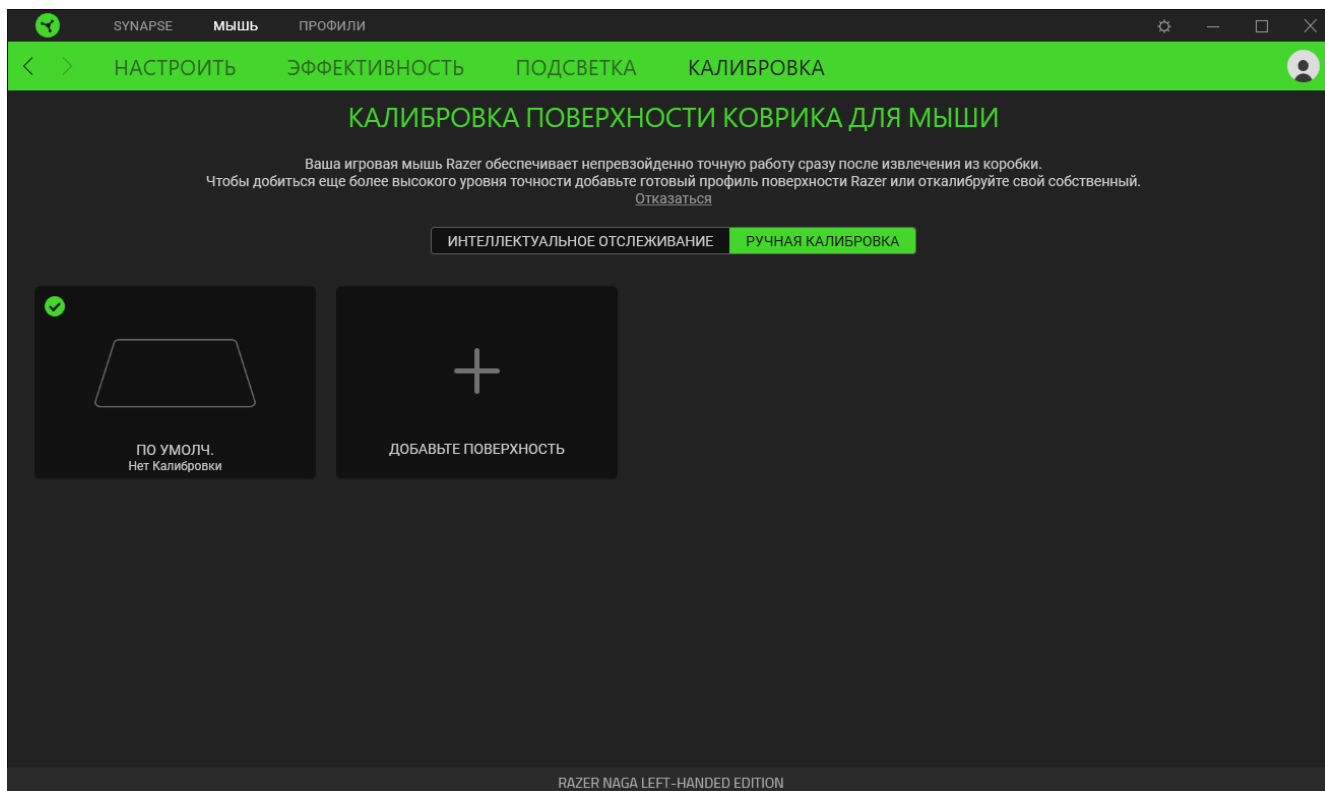 SYNAPSE МЫШЬ ПРОФИЛИ
НАСТРОИТЬ ЭФФЕКТИВНОСТЬ ПОДСВЕТКА КАЛИБРОВКА
КАЛИБРОВКА ПОВЕРХНОСТИ КОВРИКА ДЛЯ МЫШИ
Ваша игровая мышь Razer обеспечивает непревзойденно точную работу сразу после извлечения из коробки.
Чтобы добиться еще более высокого уровня точности добавьте готовый профиль поверхности Razer или откалибруйте свой собственный.
Отказаться
ИНТЕЛЛЕКТУАЛЬНОЕ ОТСЛЕЖИВАНИЕ РУЧНАЯ КАЛИБРОВКА
ПО УМОЛЧ.
Нет Калибровки
ДОБАВЬТЕ ПОВЕРХНОСТЬ
RAZER NAGA LEFT-HANDED EDITION